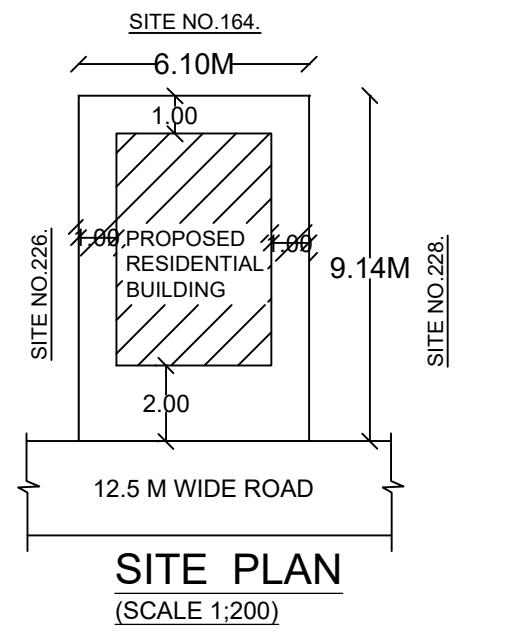 SITE NO.164.
6.10M
1.00
SITE NO.226.
1.00
PROPOSED
RESIDENTIAL
BUILDING
1.00
9.14M
SITE NO.228.
2.00
12.5 M WIDE ROAD
SITE PLAN
(SCALE 1;200)